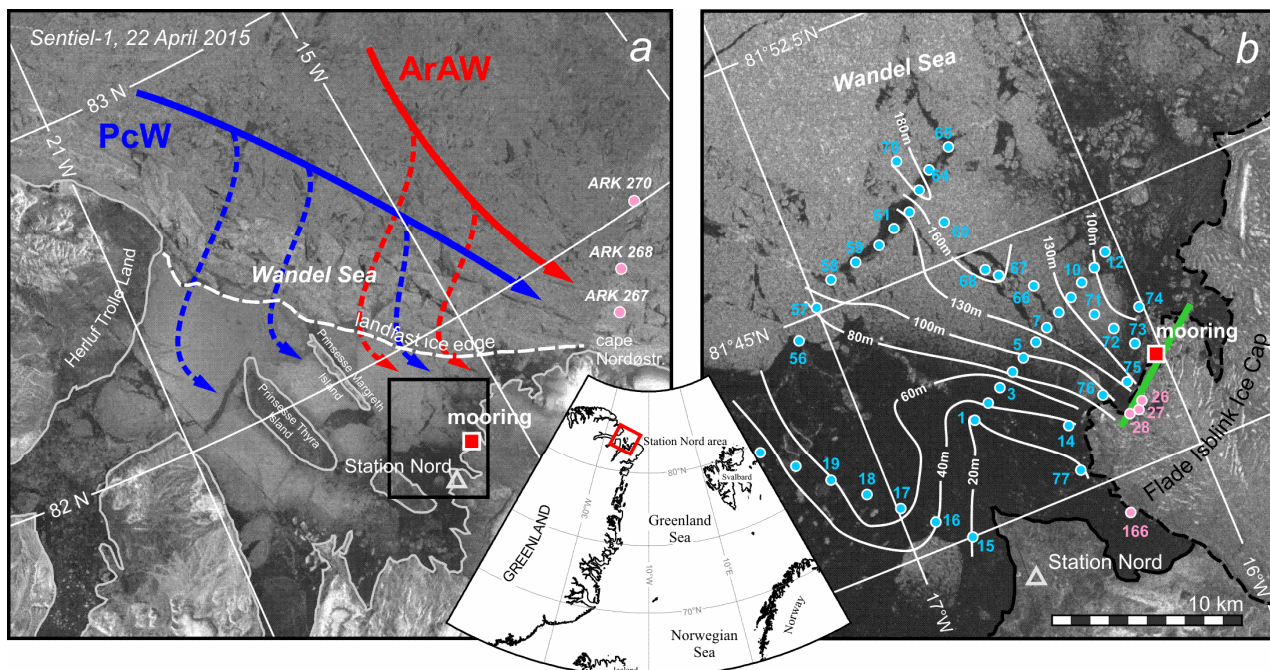 Sentiel-1, 22 April 2015
a
15 W
ArAW
83 N
PcW
21 W
ARK 270
Wandel Sea
ARK 268
ARK 267
Herluf Trolle Land
landfast ice edge
cape
Nordøstr.
Prinsesse Margreth
Island
Prinsesse Thyra
Island
mooring
Station Nord
82 N
Station Nord area
80°N
Svalbard
30°W
GREENLAND
Greenland
Sea
10°W
10°E
70°N
Norwegian
Sea
Norway
Iceland
81°52.5'N
b
Wandel Sea
180m
65
70
64
61
69
100m
160m
130m
12
59
10
58
68
67
66
71
74
57
7
130m
73
mooring
72
81°45'N
100m
80m
5
56
75
76
60m
3
26
27
28
1
14
40m
20m
19
18
17
77
16
15
166
Flade Isblink Ice Cap
Station Nord
17°W
16°W
10 km